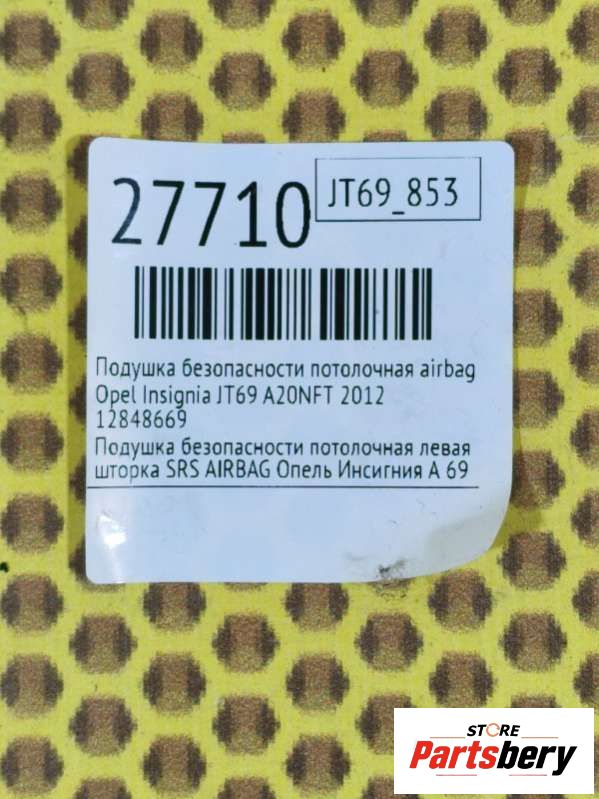 27710
JT69_853
Подушка безопасности потолочная airbag
Opel Insignia JT69 A20NFT 2012
12848669
Подушка безопасности потолочная левая
шторка SRS AIRBAG Опель Инсигния А 69
STORE
Partsbery